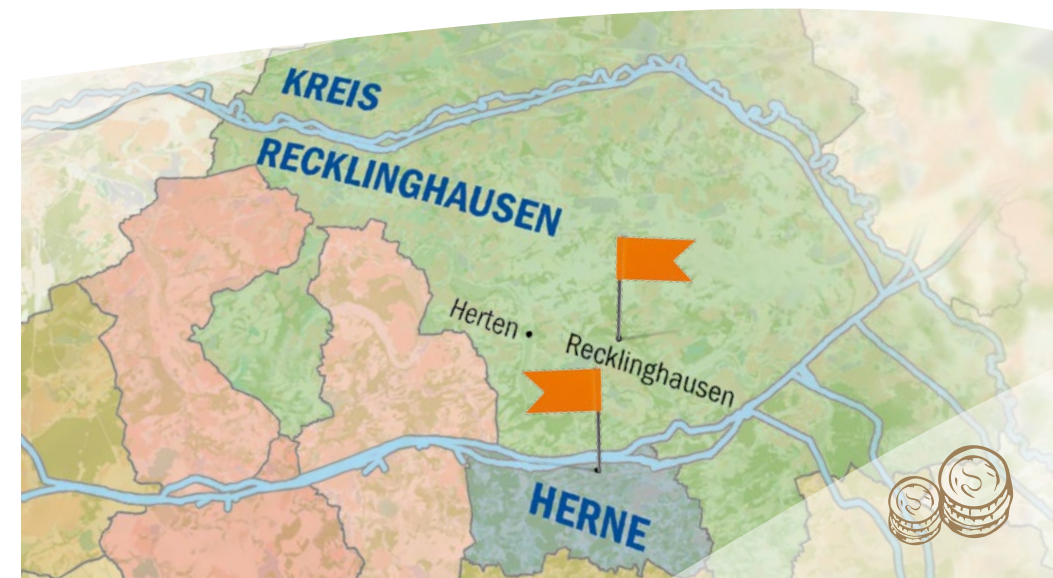 KREIS
RECKLINGHAUSEN
Herten
Recklinghausen
HERNE